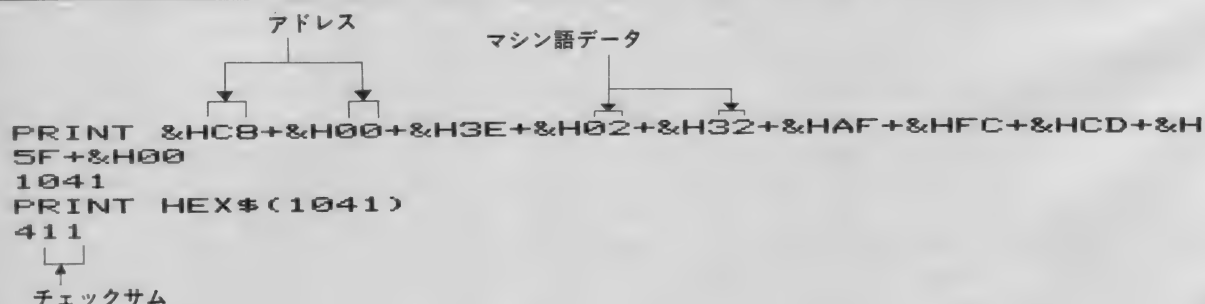 アドレス
マシン語データ
PRINT &HC8+&H00+&H3E+&H02+&H32+&HAF+&HFC+&HCD+&H
5F+&H00
1041
PRINT HEX$(1041)
411
チェックサム